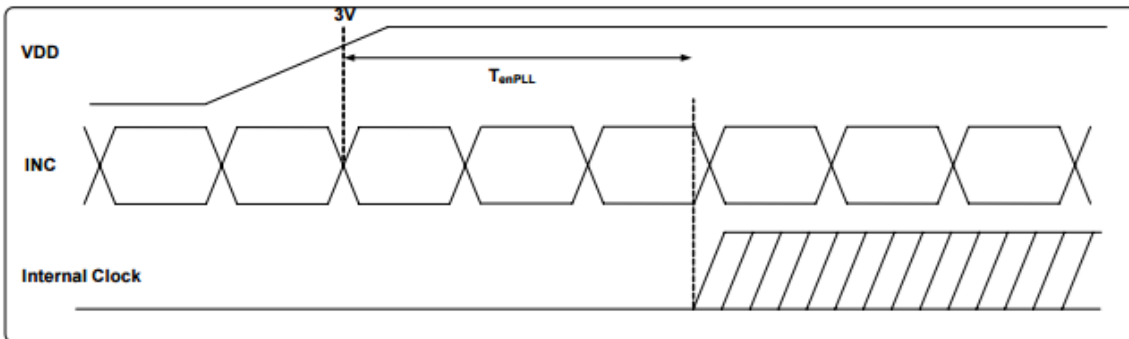 3V
VDD
TenPLL
INC
Internal Clock